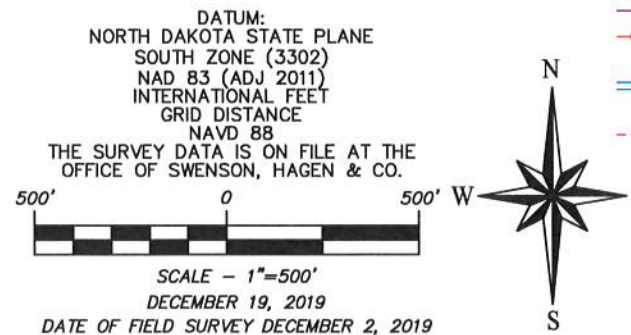 DATUM:
NORTH DAKOTA STATE PLANE
SOUTH ZONE (3302)
NAD 83 (ADJ 2011)
INTERNATIONAL FEET
GRID DISTANCE
NAVD 88
THE SURVEY DATA IS ON FILE AT THE
OFFICE OF SWENSON, HAGEN & CO.
500' 0 500'
SCALE - 1"=500'
DECEMBER 19, 2019
DATE OF FIELD SURVEY DECEMBER 2, 2019
N
W
S